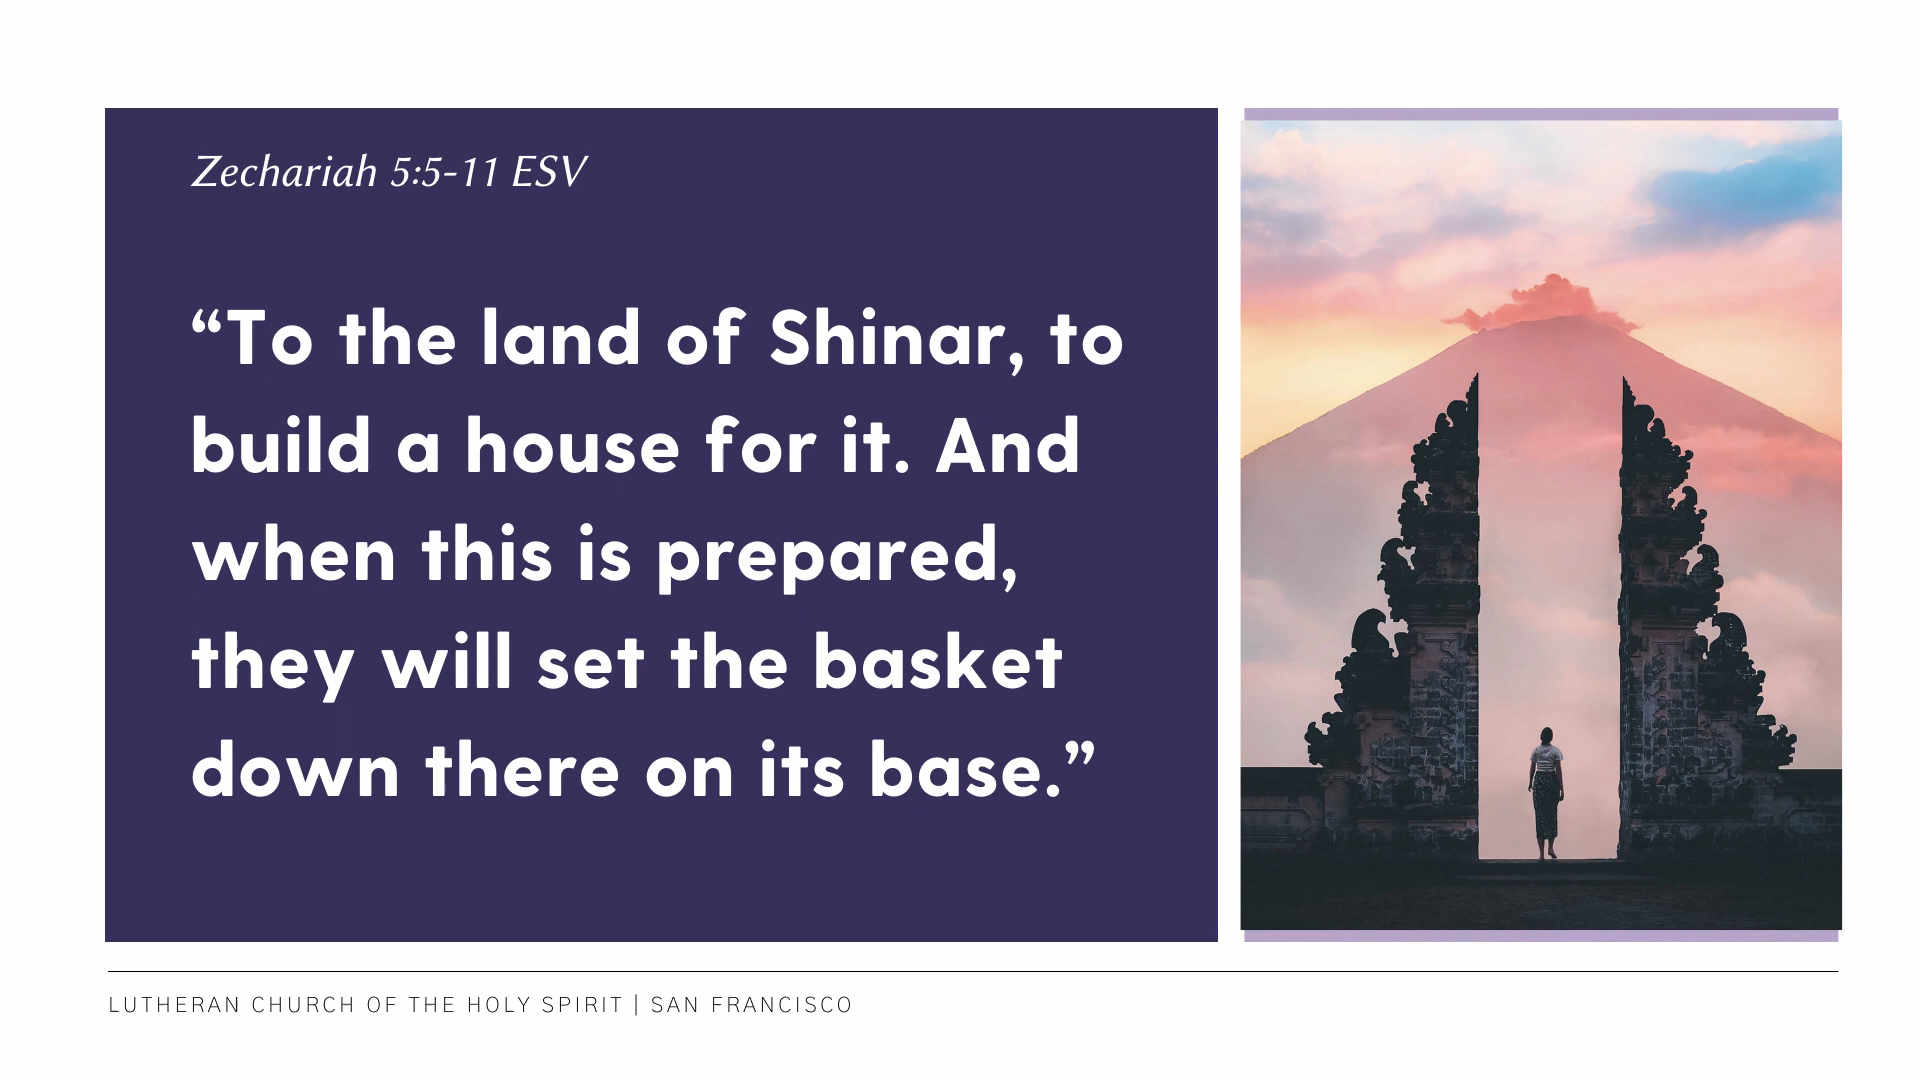 Zechariah 5:5-11 ESV
“To the land of Shinar, to
build a house for it. And
when this is prepared,
they will set the basket
down there on its base.”
LUTHERAN CHURCH OF THE HOLY SPIRIT | SAN FRANCISCO